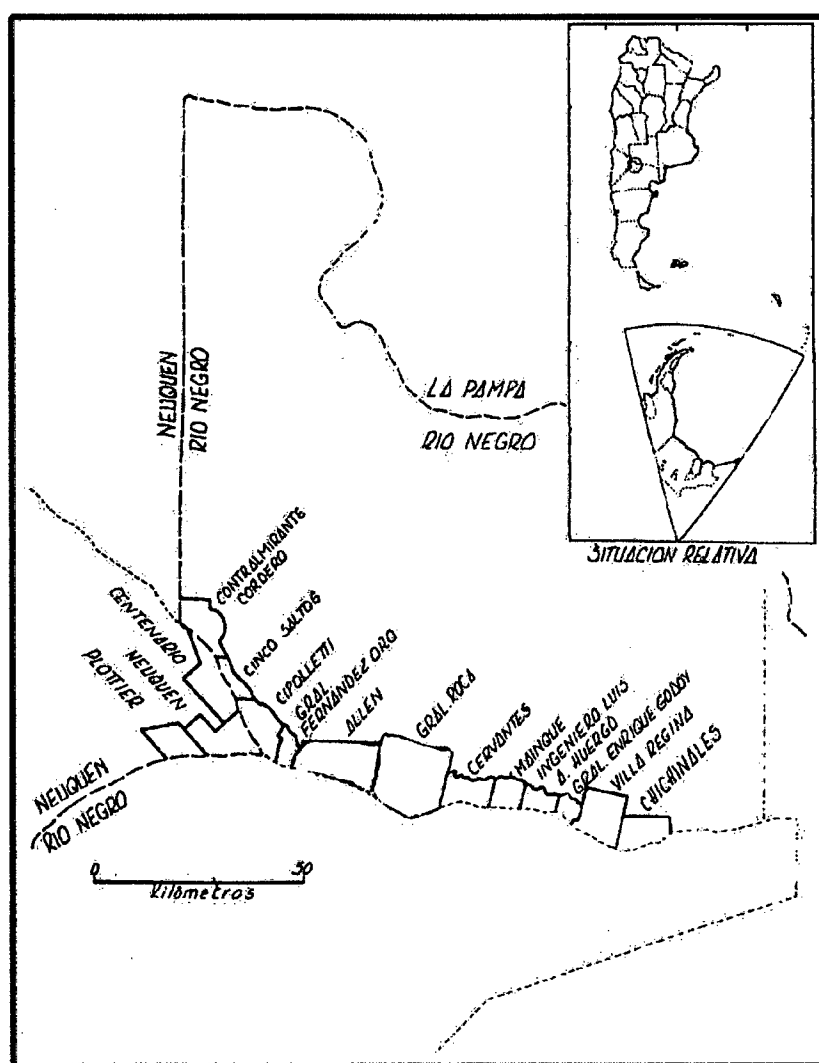 SITUACION RELATIVA
NEUQUEN
RIO NEGRO
LA PAMPA
RIO NEGRO
CONTRALMIRANTE
CORDERO
CENTENARIO
CINCO SALTOS
NEUQUEN
PLOTTIER
CIPOLLETTI
GRAL
FERNÁNDEZ ORO
ALLEN
GRAL. ROCA
CERVANTES
MAINQUE
INGENIERO LUIS
A. HUERGO
GRAL ENRIQUE GODOY
VILLA REGINA
CHICHINALES
NEUQUEN
RIO NEGRO
0 50
Kilómetros